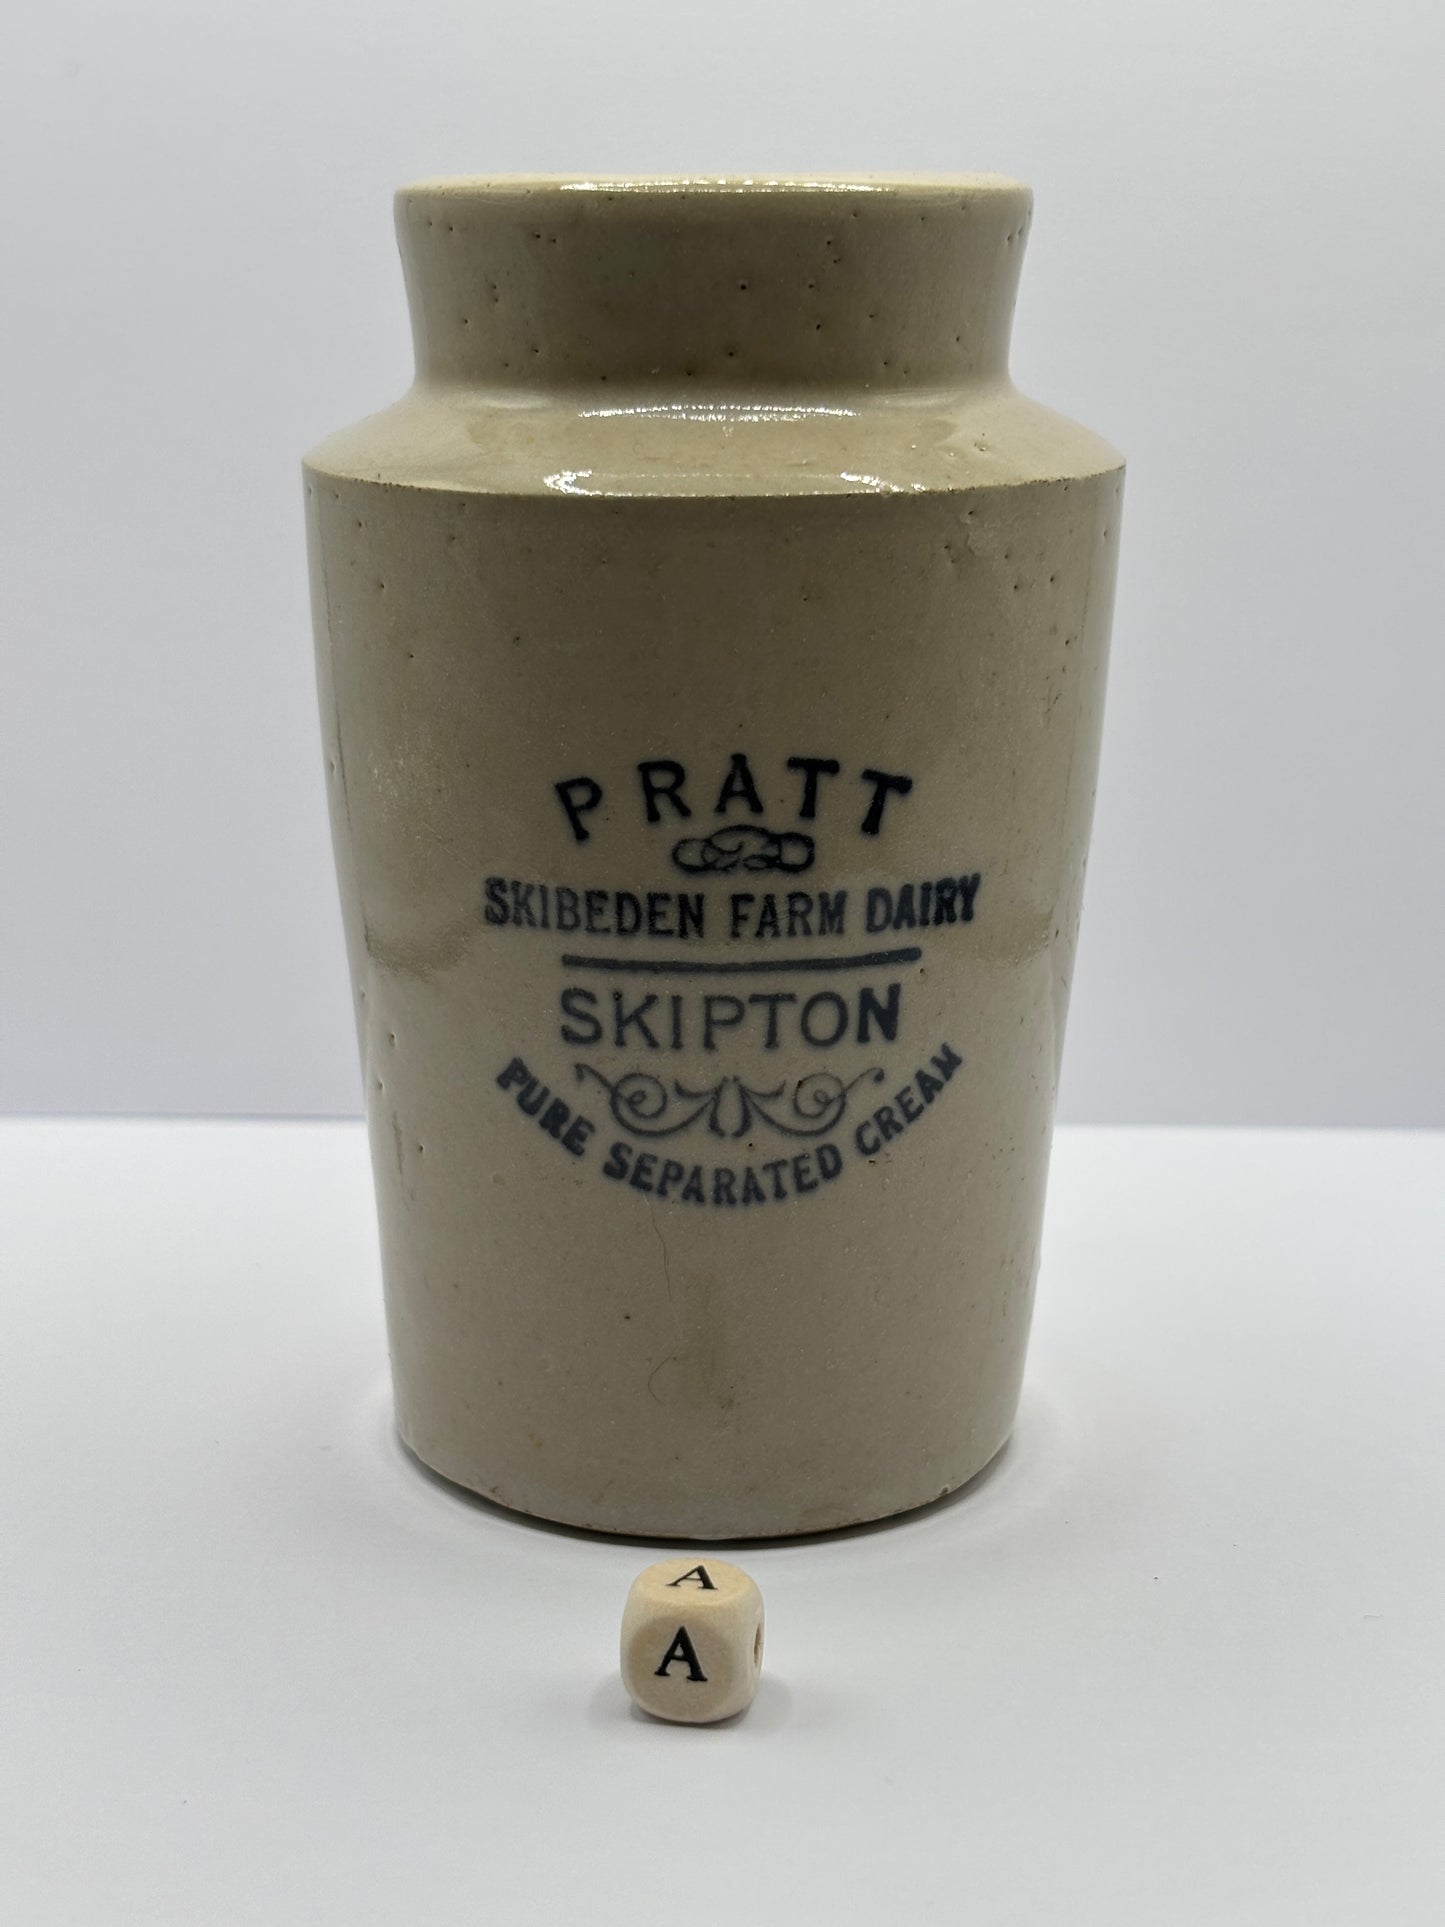 PRATT
SKIBEDEN FARM DAIRY
SKIPTON
PURE SEPARATED CREAM
A
A